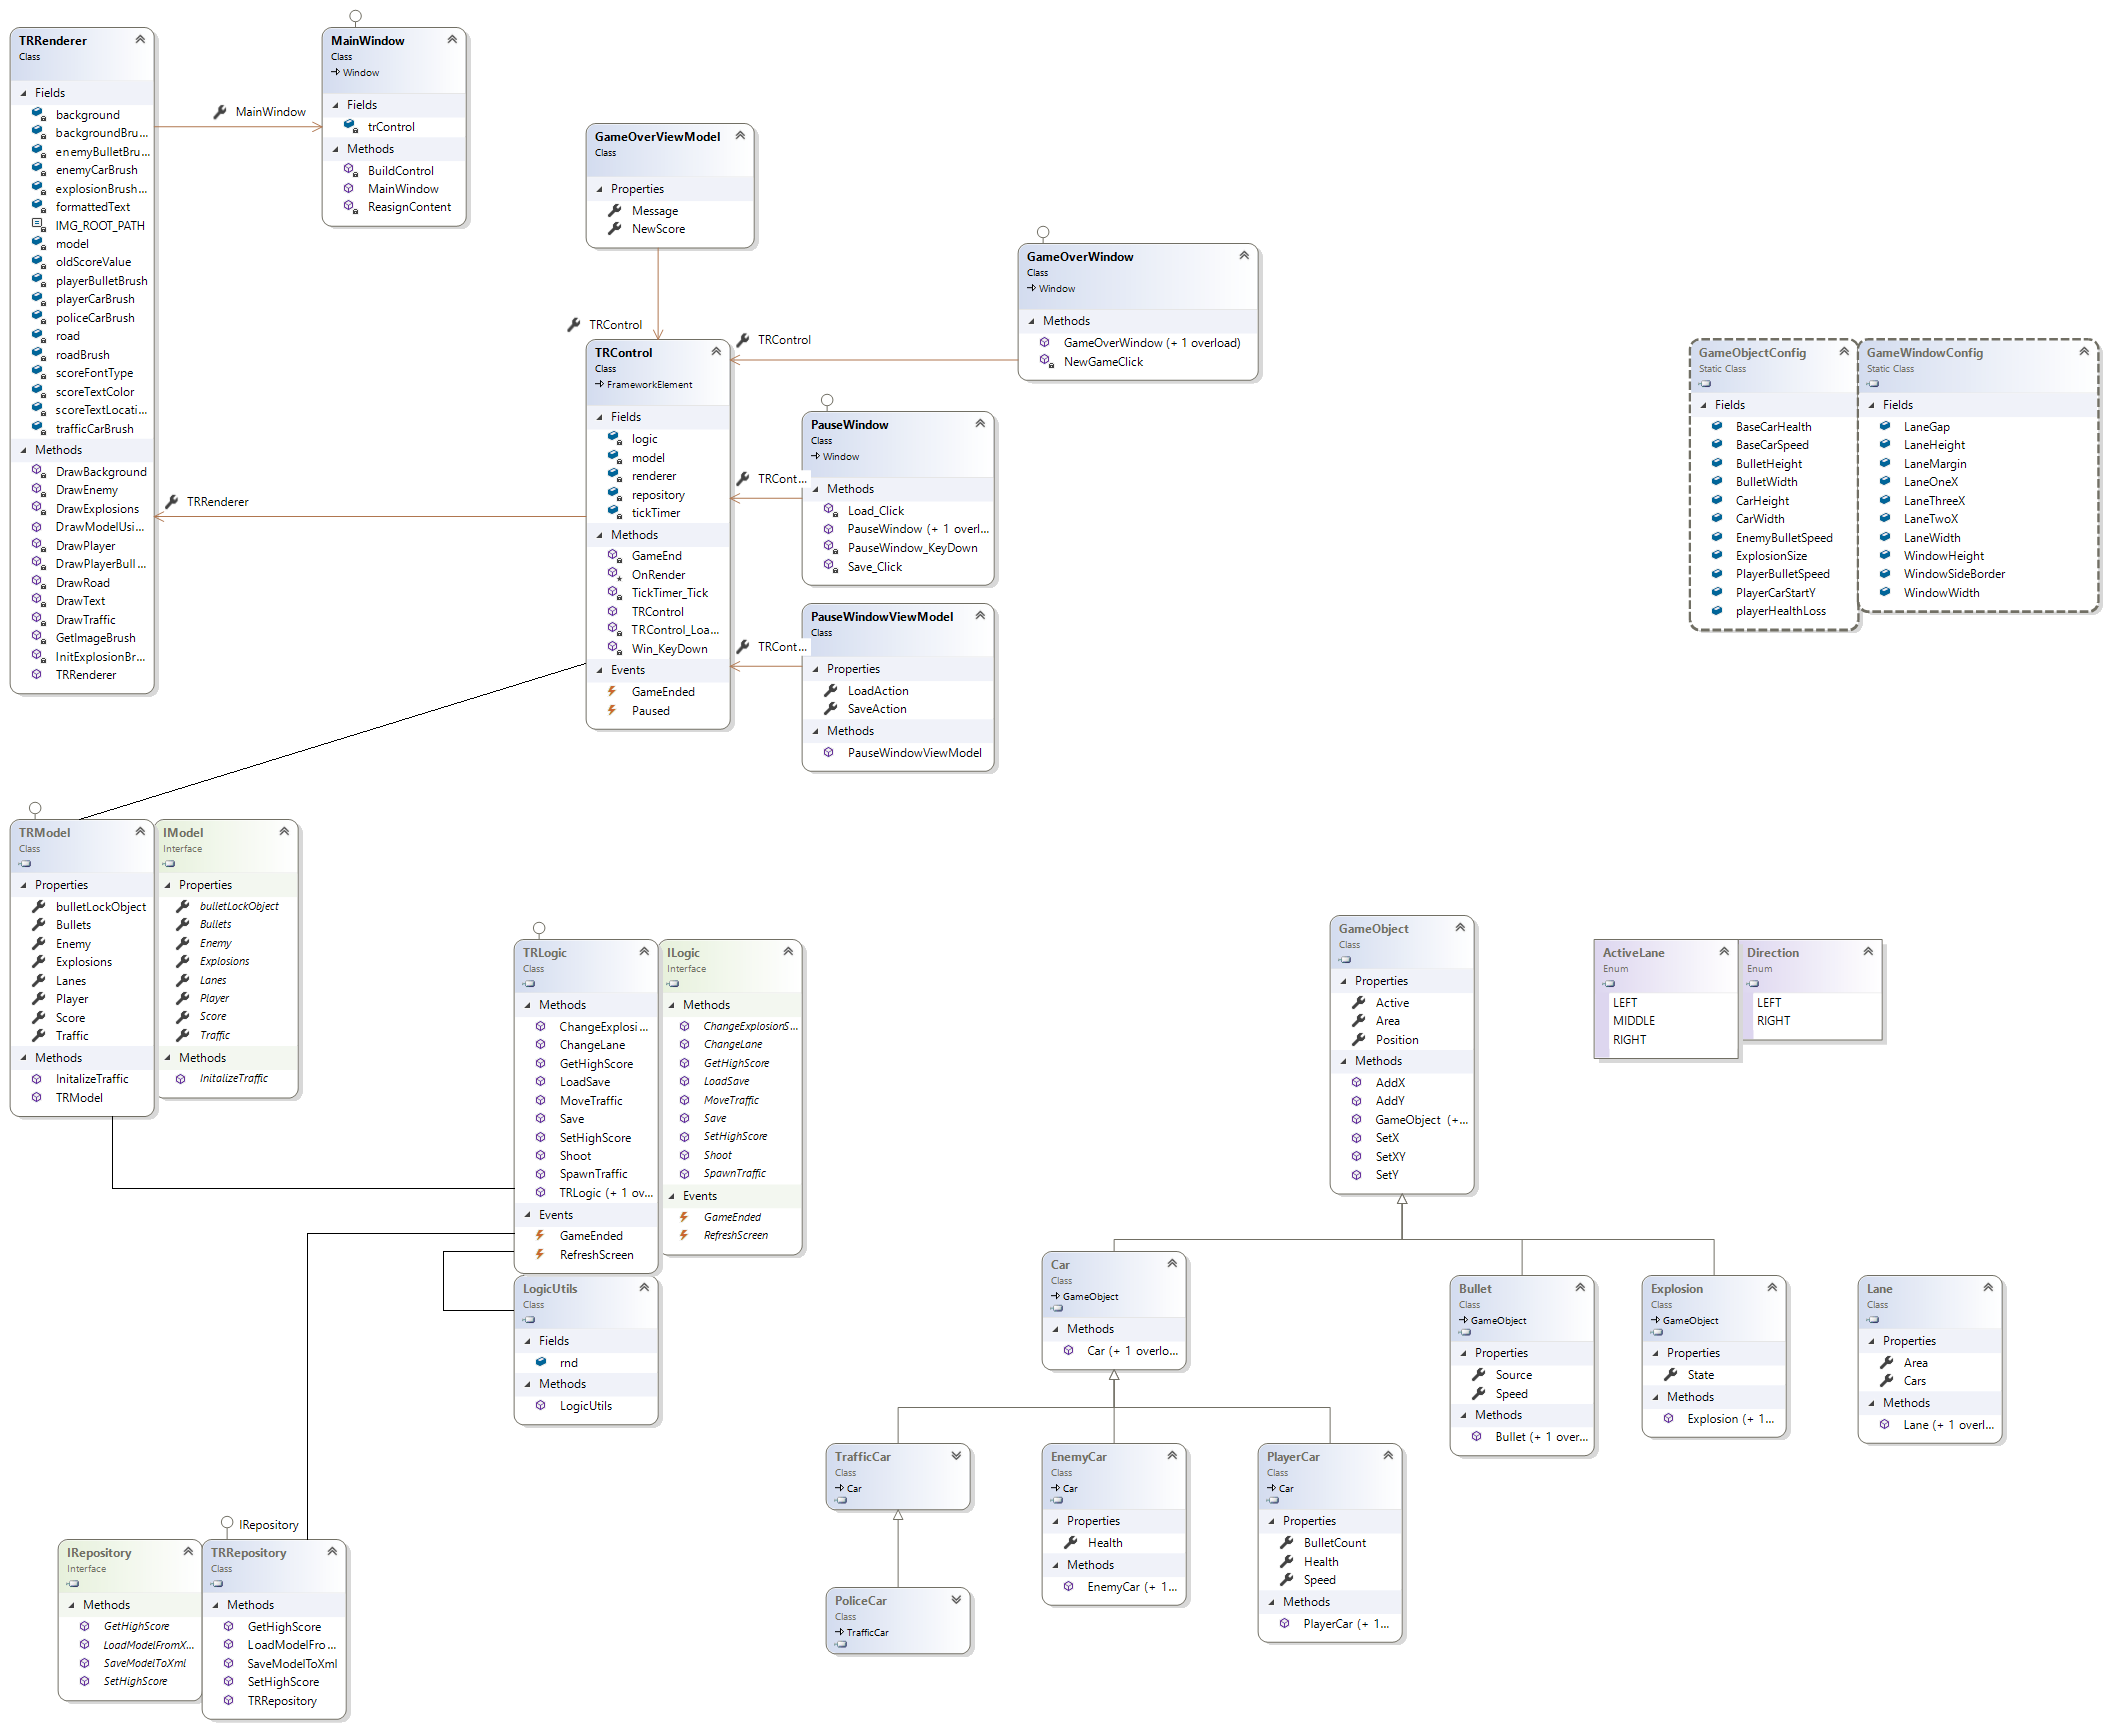 TRRenderer
Class
Fields
background
backgroundBru...
enemyBulletBru...
enemyCarBrush
explosionBrush...
formattedText
IMG_ROOT_PATH
model
oldScoreValue
playerBulletBrush
playerCarBrush
policeCarBrush
road
roadBrush
scoreFontType
scoreTextColor
scoreTextLocati...
trafficCarBrush
Methods
DrawBackground
DrawEnemy
DrawExplosions
DrawModelUsi...
DrawPlayer
DrawPlayerBull...
DrawRoad
DrawText
DrawTraffic
GetImageBrush
InitExplosionBr...
TRRenderer
MainWindow
MainWindow
Class
Window
Fields
trControl
Methods
BuildControl
MainWindow
ReasignContent
GameOverViewModel
Class
Properties
Message
NewScore
TRControl
GameOverWindow
Class
Window
Methods
GameOverWindow (+ 1 overload)
NewGameClick
TRControl
TRControl
Class
FrameworkElement
Fields
logic
model
renderer
repository
tickTimer
Methods
GameEnd
OnRender
TickTimer_Tick
TRControl
TRControl_Loa...
Win_KeyDown
Events
GameEnded
Paused
TRRenderer
PauseWindow
Class
Window
Methods
Load_Click
PauseWindow (+ 1 overl...
PauseWindow_KeyDown
Save_Click
TRCont...
PauseWindowViewModel
Class
Properties
LoadAction
SaveAction
Methods
PauseWindowViewModel
TRCont...
GameObjectConfig
Static Class
Fields
BaseCarHealth
BaseCarSpeed
BulletHeight
BulletWidth
CarHeight
CarWidth
EnemyBulletSpeed
ExplosionSize
PlayerBulletSpeed
PlayerCarStartY
playerHealthLoss
GameWindowConfig
Static Class
Fields
LaneGap
LaneHeight
LaneMargin
LaneOneX
LaneThreeX
LaneTwoX
LaneWidth
WindowHeight
WindowSideBorder
WindowWidth
TRModel
Class
Properties
bulletLockObject
Bullets
Enemy
Explosions
Lanes
Player
Score
Traffic
Methods
InitalizeTraffic
TRModel
IModel
Interface
Properties
bulletLockObject
Bullets
Enemy
Explosions
Lanes
Player
Score
Traffic
Methods
InitalizeTraffic
TRLogic
Class
Methods
ChangeExplosi...
ChangeLane
GetHighScore
LoadSave
MoveTraffic
Save
SetHighScore
Shoot
SpawnTraffic
TRLogic (+ 1 ov...
Events
GameEnded
RefreshScreen
ILogic
Interface
Methods
ChangeExplosionS...
ChangeLane
GetHighScore
LoadSave
MoveTraffic
Save
SetHighScore
Shoot
SpawnTraffic
Events
GameEnded
RefreshScreen
LogicUtils
Class
Fields
rnd
Methods
LogicUtils
GameObject
Class
Properties
Active
Area
Position
Methods
AddX
AddY
GameObject (+...
SetX
SetXY
SetY
ActiveLane
Enum
LEFT
MIDDLE
RIGHT
Direction
Enum
LEFT
RIGHT
Car
Class
GameObject
Methods
Car (+ 1 overlo...
Bullet
Class
GameObject
Properties
Source
Speed
Methods
Bullet (+ 1 over...
Explosion
Class
GameObject
Properties
State
Methods
Explosion (+ 1...
Lane
Class
Properties
Area
Cars
Methods
Lane (+ 1 overl...
TrafficCar
Class
Car
EnemyCar
Class
Car
Properties
Health
Methods
EnemyCar (+ 1...
PlayerCar
Class
Car
Properties
BulletCount
Health
Speed
Methods
PlayerCar (+ 1...
PoliceCar
Class
TrafficCar
IRepository
IRepository
Interface
Methods
GetHighScore
LoadModelFromX...
SaveModelToXml
SetHighScore
TRRepository
Class
Methods
GetHighScore
LoadModelFro...
SaveModelToXml
SetHighScore
TRRepository